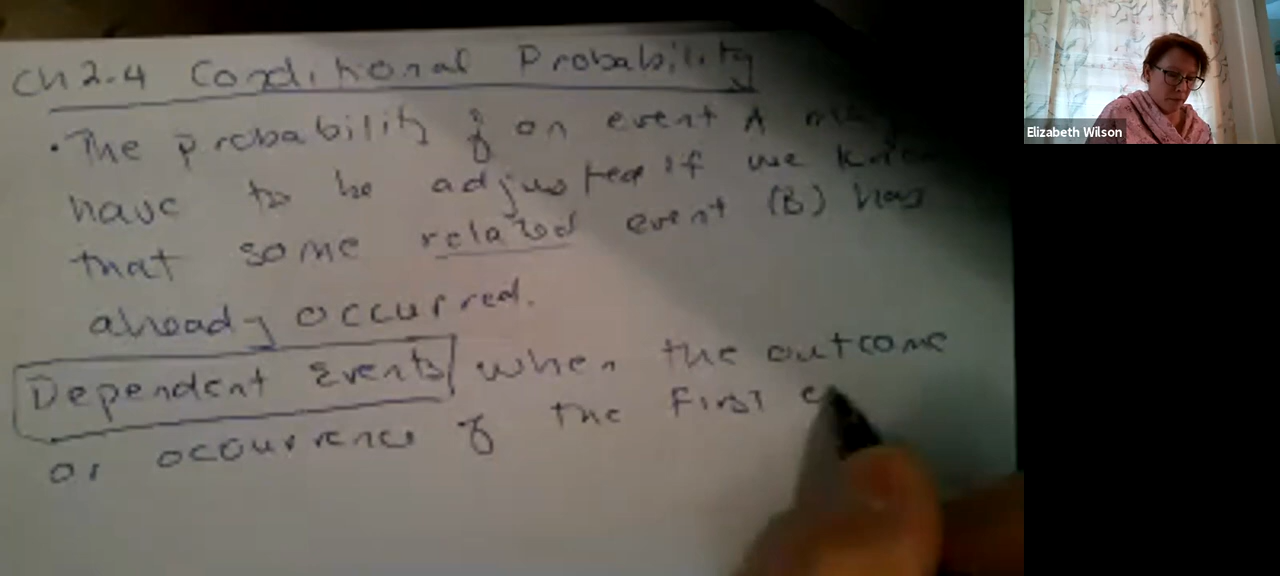 Ch 2.4 Conditional Probability
• The probability of an event A
have to be adjusted if we know
that some related event (B) has
already occurred.
Dependent Events when the outcome
or occurrence of the first
Elizabeth Wilson